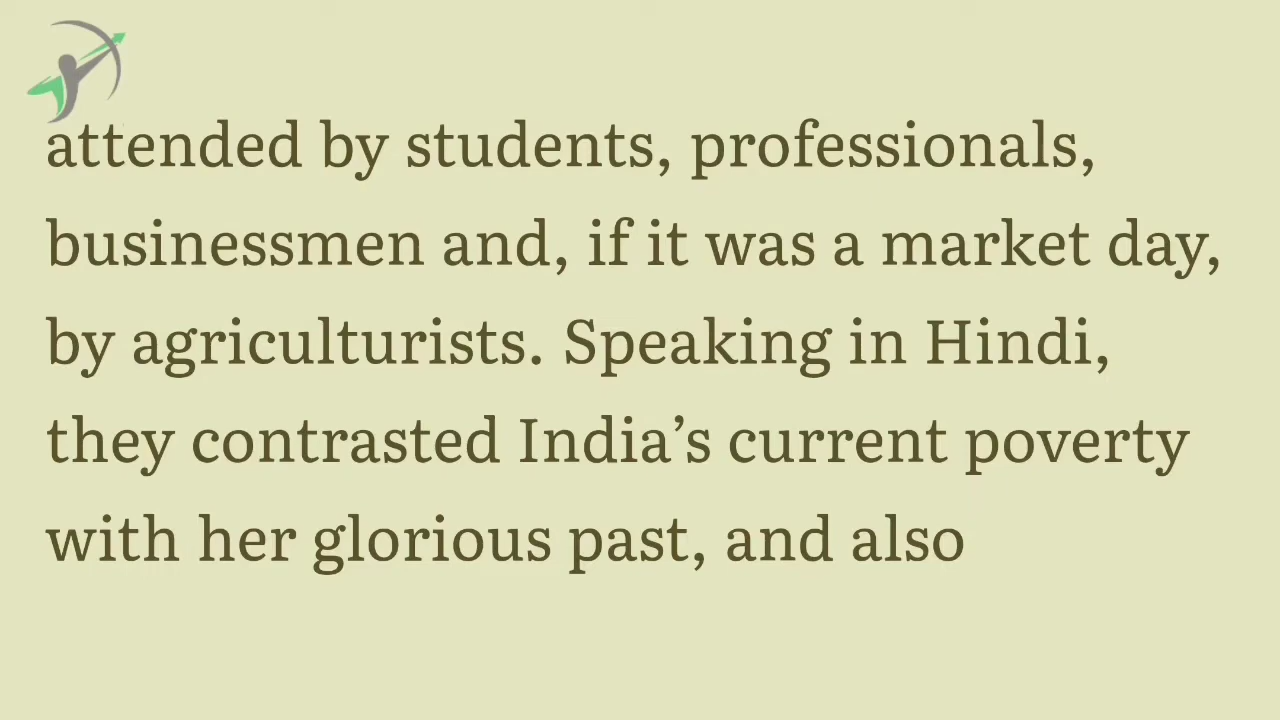 attended by students, professionals,
businessmen and, if it was a market day,
by agriculturists. Speaking in Hindi,
they contrasted India’s current poverty
with her glorious past, and also